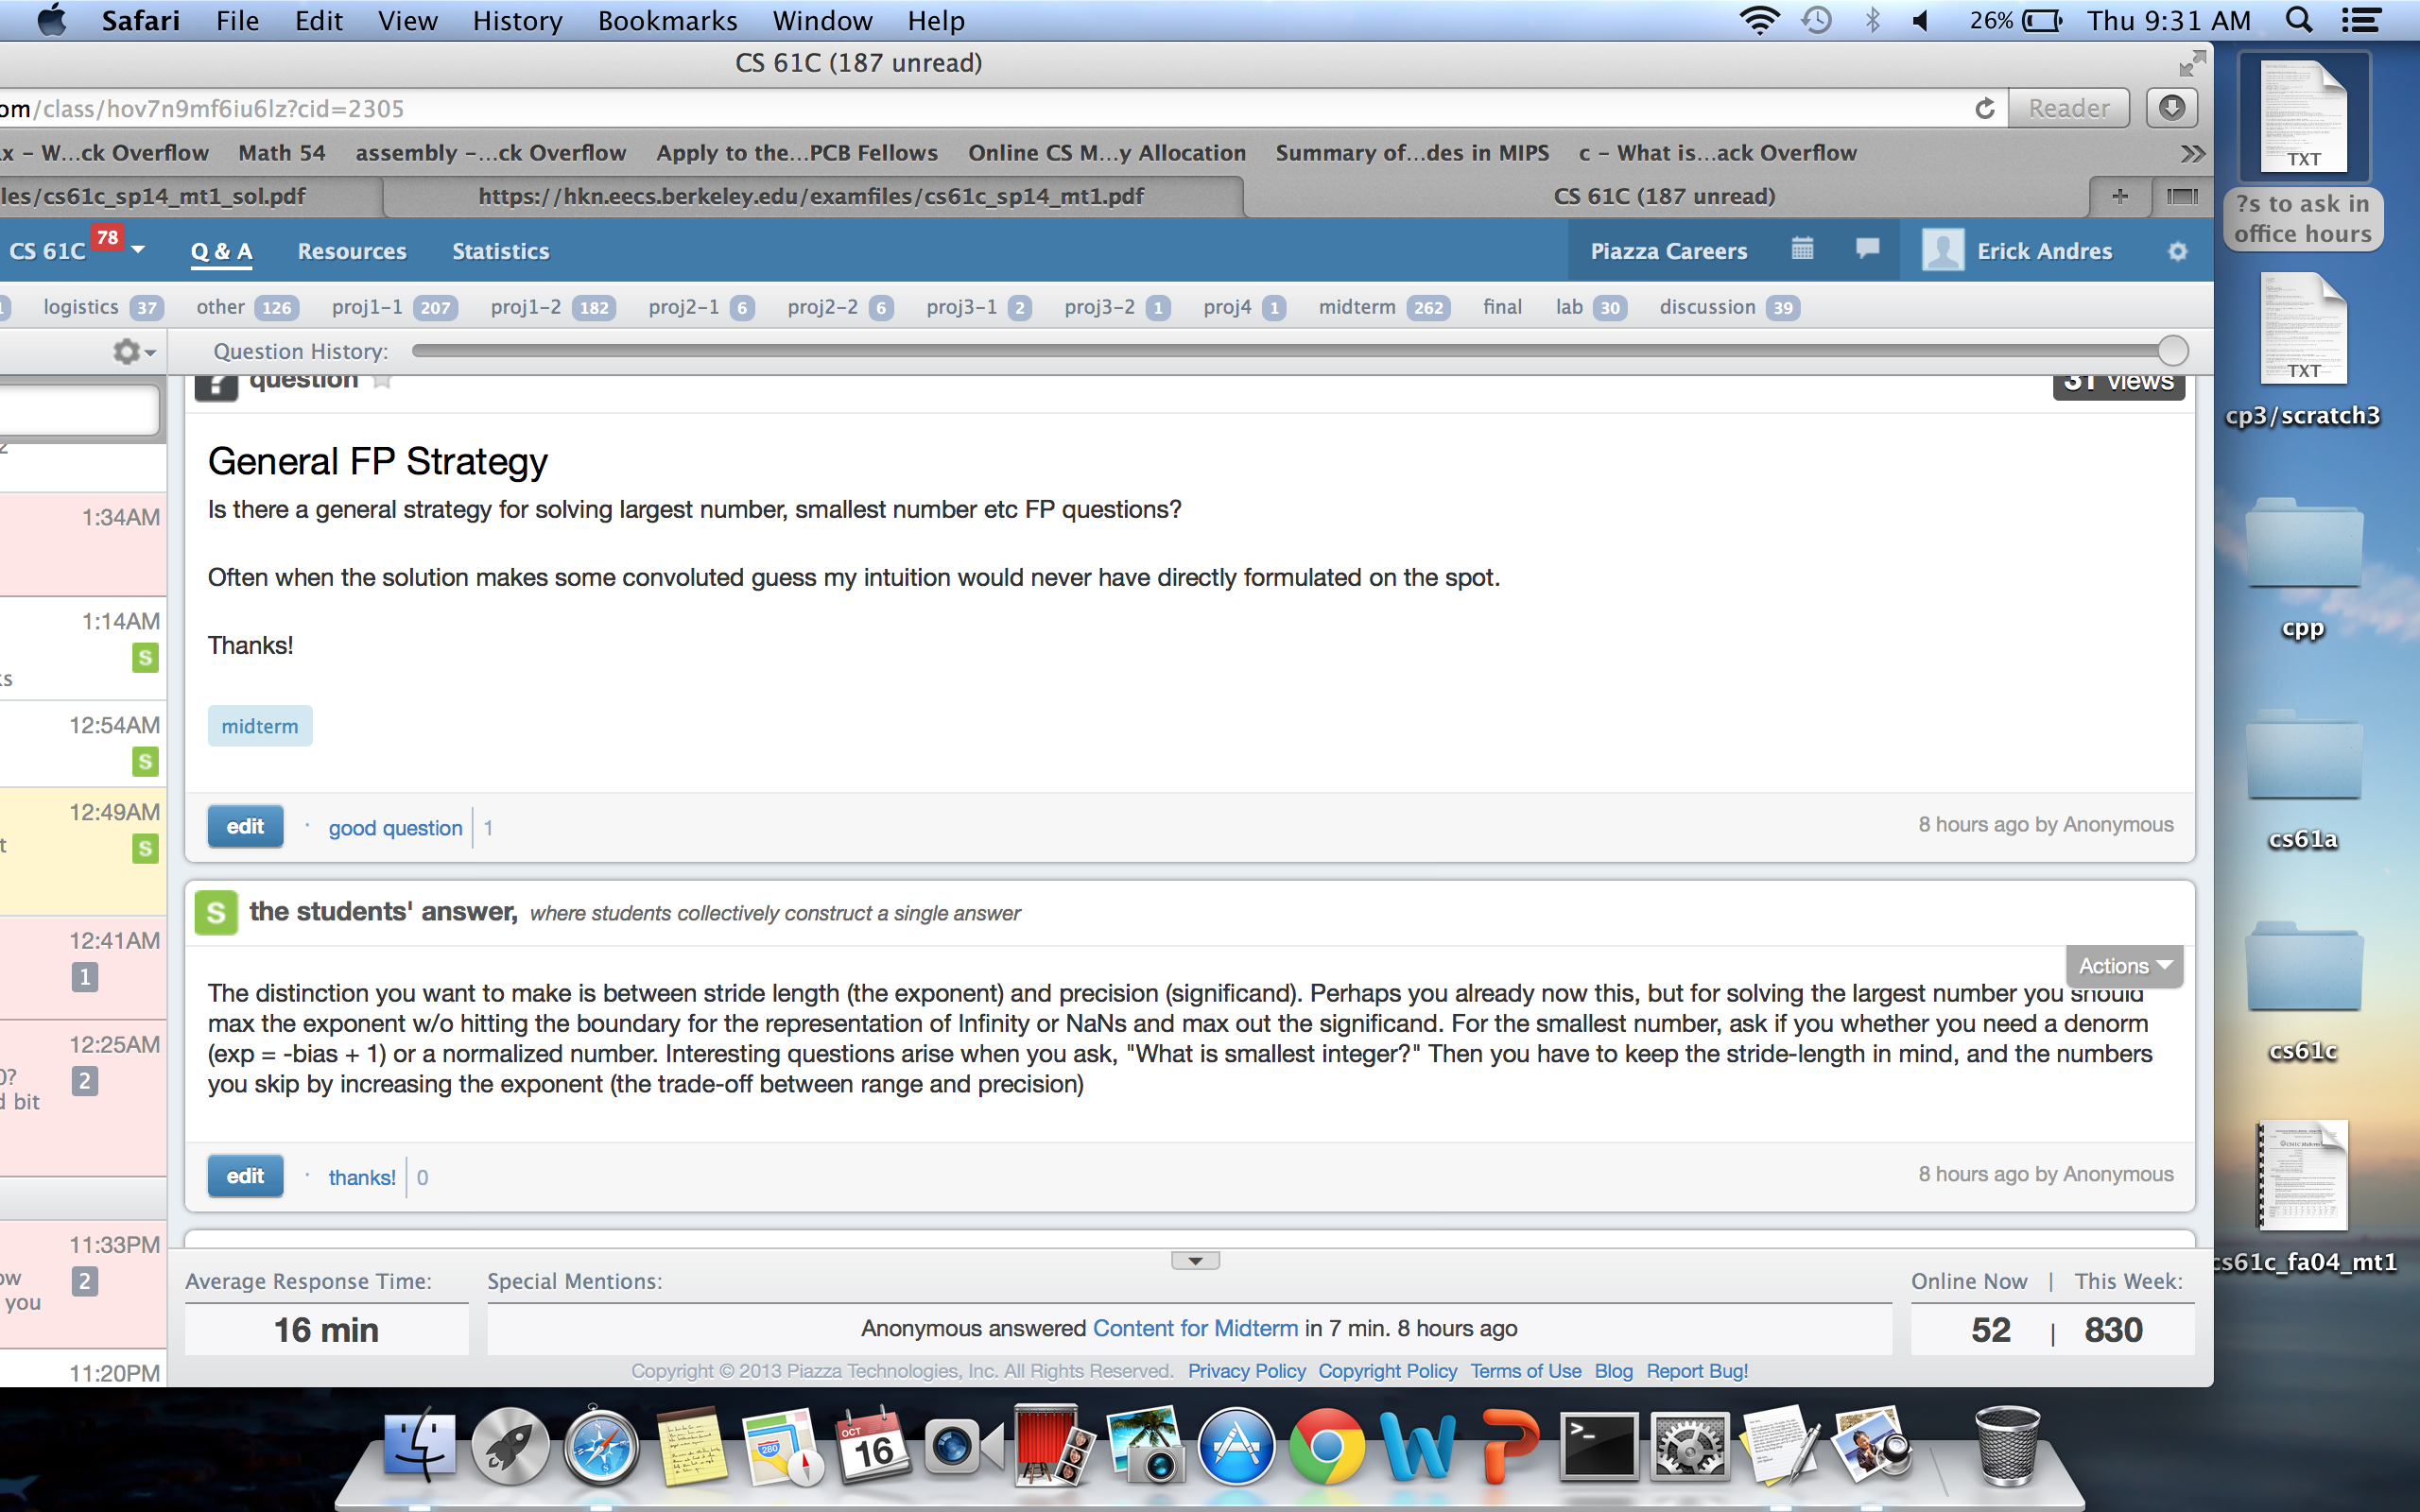 Safari File Edit View History Bookmarks Window Help 26% Thu 9:31 AM
CS 61C (187 unread)
om/class/hov7n9mf6iu6lz?cid=2305 Reader
x – W...ck Overflow Math 54 assembly –...ck Overflow Apply to the...PCB Fellows Online CS M...y Allocation Summary of...des in MIPS c – What is...ack Overflow
les/cs61c_sp14_mt1_sol.pdf https://hkn.eecs.berkeley.edu/examfiles/cs61c_sp14_mt1.pdf CS 61C (187 unread)
CS 61C 78 Q & A Resources Statistics Piazza Careers Erick Andres
logistics 37 other 126 proj1-1 207 proj1-2 182 proj2-1 6 proj2-2 6 proj3-1 2 proj3-2 1 proj4 1 midterm 262 final lab 30 discussion 39
Question History:
question 31 views
General FP Strategy
Is there a general strategy for solving largest number, smallest number etc FP questions?
Often when the solution makes some convoluted guess my intuition would never have directly formulated on the spot.
Thanks!
midterm
edit · good question 1 8 hours ago by Anonymous
S the students' answer, where students collectively construct a single answer
Actions
The distinction you want to make is between stride length (the exponent) and precision (significand). Perhaps you already now this, but for solving the largest number you should
max the exponent w/o hitting the boundary for the representation of Infinity or NaNs and max out the significand. For the smallest number, ask if you whether you need a denorm
(exp = -bias + 1) or a normalized number. Interesting questions arise when you ask, "What is smallest integer?" Then you have to keep the stride-length in mind, and the numbers
you skip by increasing the exponent (the trade-off between range and precision)
edit · thanks! 0 8 hours ago by Anonymous
1:34AM
1:14AM
S
ks
12:54AM
S
12:49AM
t S
12:41AM
1
12:25AM
0? 2
d bit
11:33PM
ow 2
you
11:20PM
Average Response Time: Special Mentions: Online Now | This Week:
16 min Anonymous answered Content for Midterm in 7 min. 8 hours ago 52 | 830
Copyright © 2013 Piazza Technologies, Inc. All Rights Reserved. Privacy Policy Copyright Policy Terms of Use Blog Report Bug!
TXT
?s to ask in
office hours
TXT
cp3/scratch3
cpp
cs61a
cs61c
cs61c_fa04_mt1
280
OCT
16